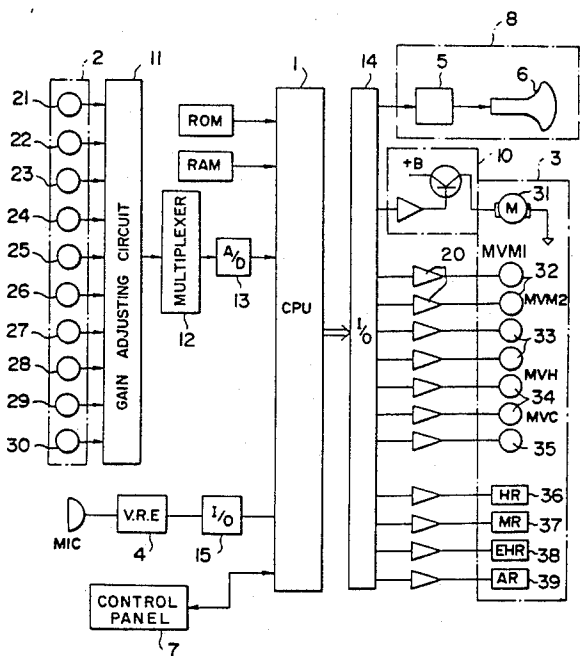 2
11
1
14
8
5
6
21
22
23
24
25
26
27
28
29
30
GAIN ADJUSTING CIRCUIT
ROM
RAM
MULTIPLEXER
12
A/D
13
CPU
I/O
+B
10
3
31
M
20
MVM1
32
MVM2
33
MVH
34
MVC
35
HR
36
MR
37
EHR
38
AR
39
MIC
V.R.E
4
I/O
15
CONTROL
PANEL
7